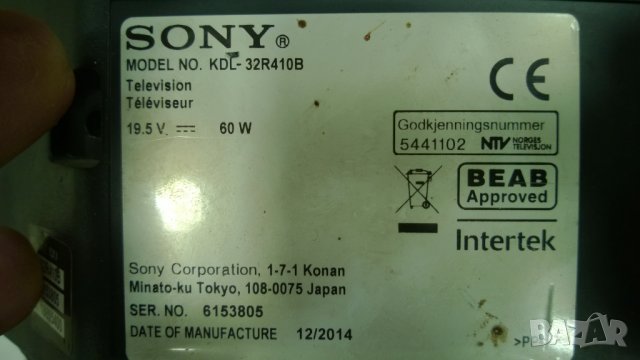 SONY®
MODEL NO. KDL-32R410B
Television
Téléviseur
19.5 V 60 W
CE
Godkjenningsnummer
5441102 NTV NORGES TELEVISJON
BEAB
Approved
Intertek
Sony Corporation, 1-7-1 Konan
Minato-ku Tokyo, 108-0075 Japan
SER. NO. 6153805
DATE OF MANUFACTURE 12/2014
BAZAR